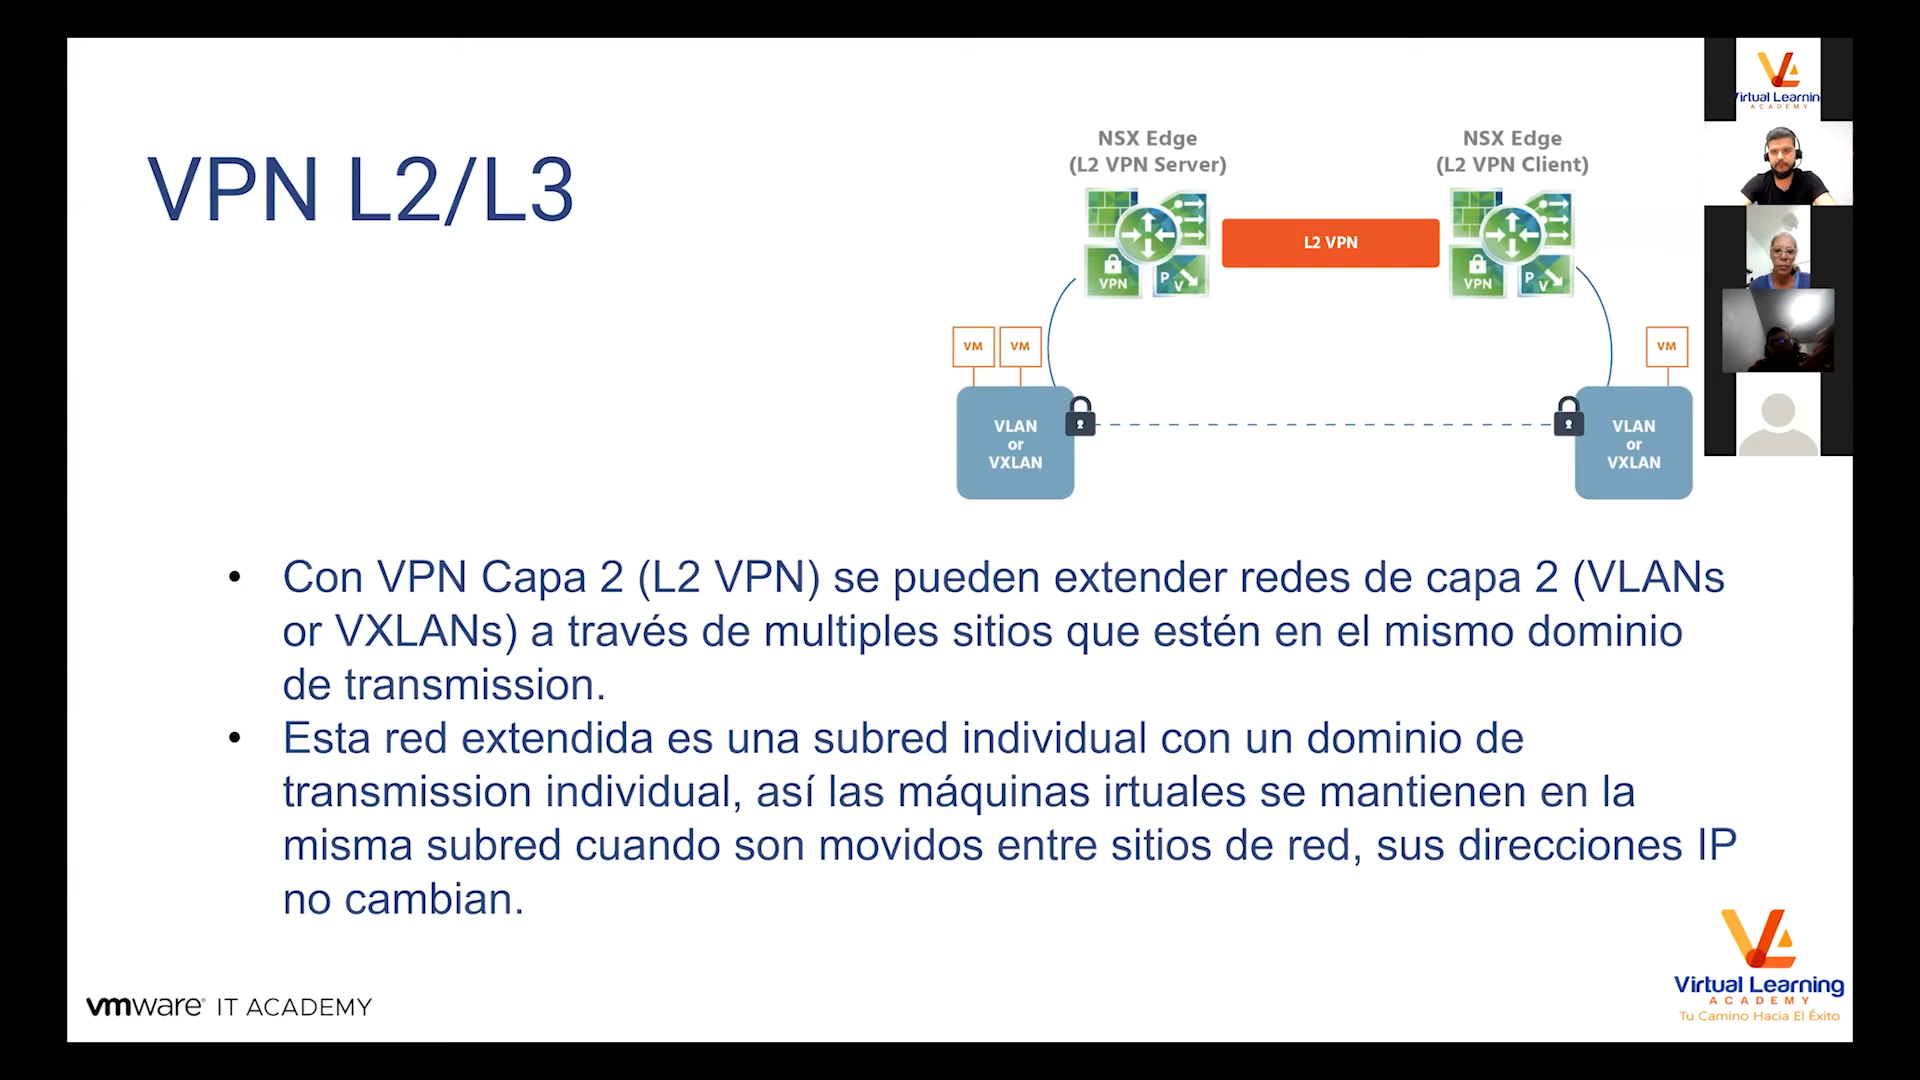 VPN L2/L3
NSX Edge
(L2 VPN Server)
NSX Edge
(L2 VPN Client)
VPN
P
V
L2 VPN
VPN
P
V
VM
VM
VM
VLAN
or
VXLAN
VLAN
or
VXLAN
• Con VPN Capa 2 (L2 VPN) se pueden extender redes de capa 2 (VLANs
or VXLANs) a través de multiples sitios que estén en el mismo dominio
de transmission.
• Esta red extendida es una subred individual con un dominio de
transmission individual, así las máquinas irtuales se mantienen en la
misma subred cuando son movidos entre sitios de red, sus direcciones IP
no cambian.
vmware® IT ACADEMY
Virtual Learning
ACADEMY
Tu Camino Hacia El Éxito
Virtual Learnin
ACADEMY